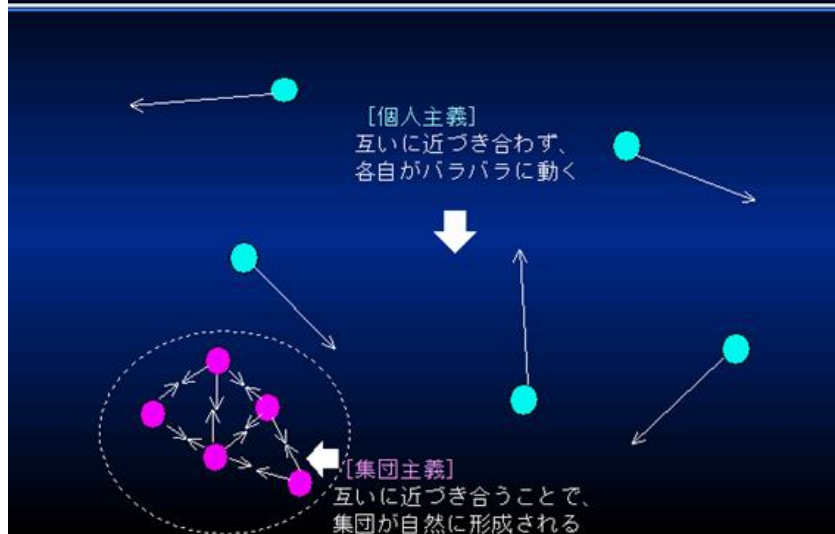 [個人主義]
互いに近づき合わず、
各自がバラバラに動く
[集団主義]
互いに近づき合うことで、
集団が自然に形成される